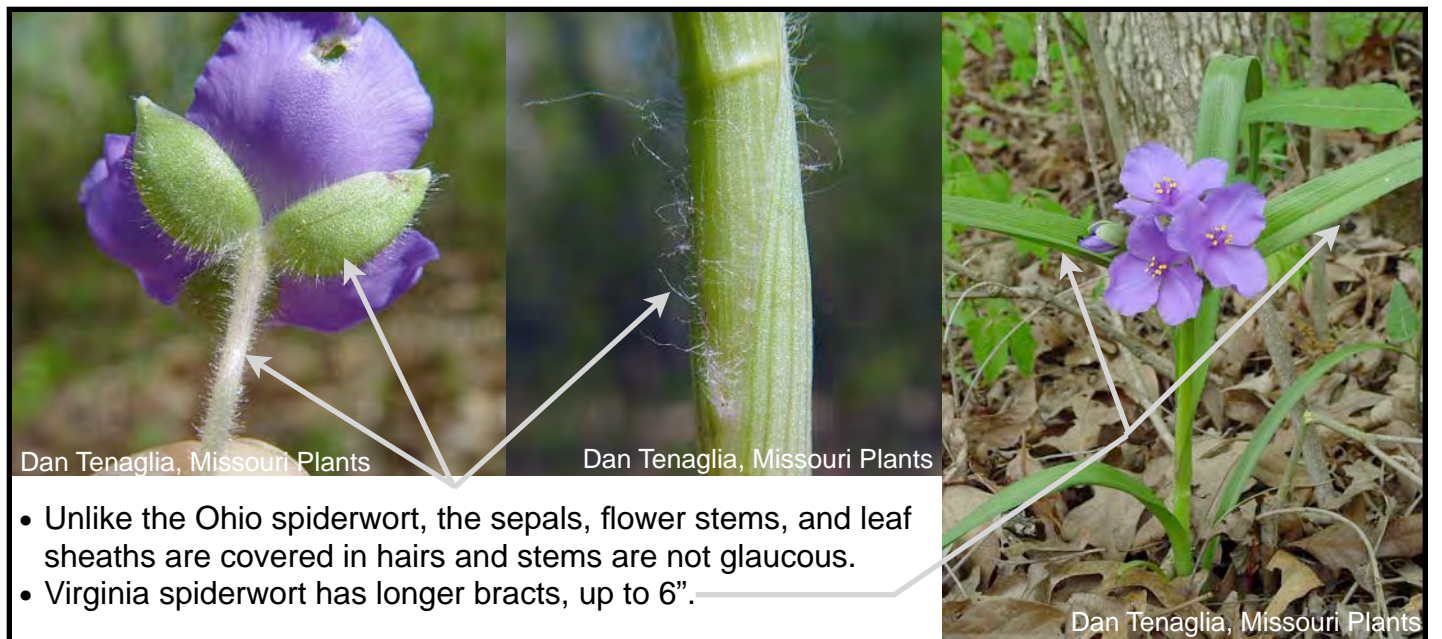 Dan Tenaglia, Missouri Plants
Dan Tenaglia, Missouri Plants
Dan Tenaglia, Missouri Plants
• Unlike the Ohio spiderwort, the sepals, flower stems, and leaf
sheaths are covered in hairs and stems are not glaucous.
• Virginia spiderwort has longer bracts, up to 6”.